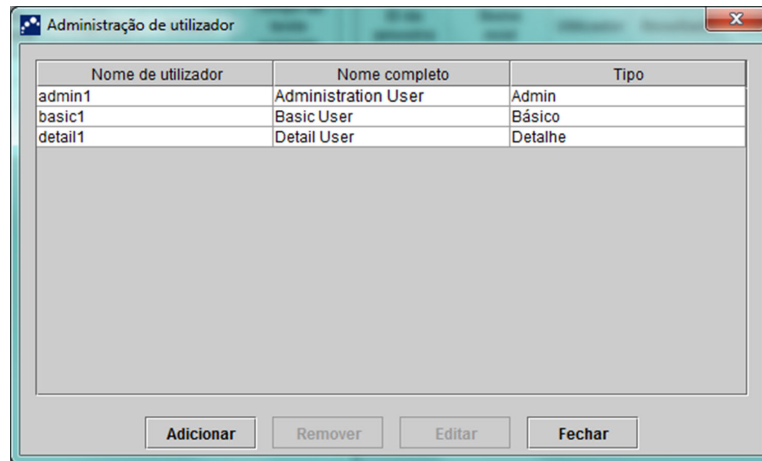 Administração de utilizador
Nome de utilizador Nome completo Tipo
admin1 Administration User Admin
basic1 Basic User Básico
detail1 Detail User Detalhe
Adicionar Remover Editar Fechar